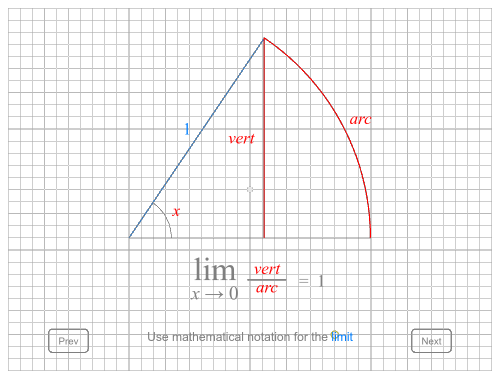 1
vert
arc
x
lim x → 0 vert/arc = 1
Prev
Use mathematical notation for the limit
Next